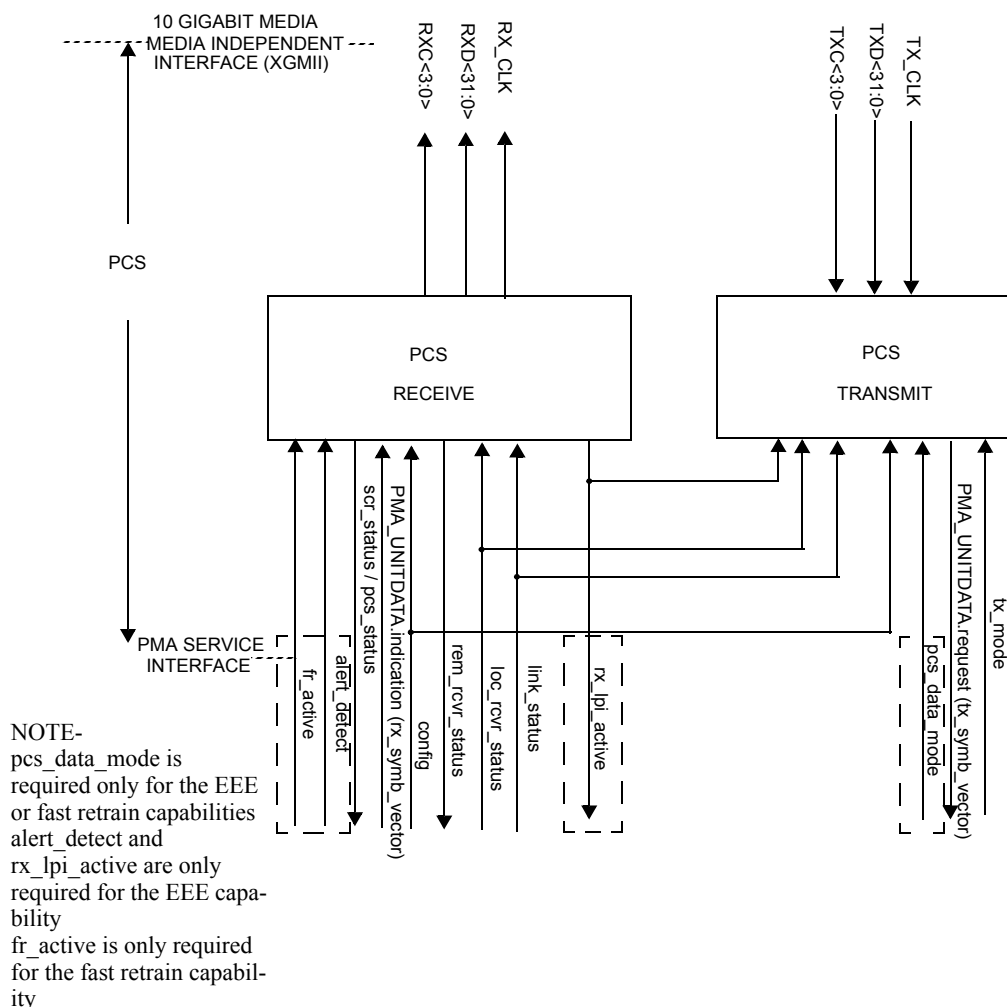 10 GIGABIT MEDIA
MEDIA INDEPENDENT
INTERFACE (XGMII)
RXC<3:0>
RXD<31:0>
RX_CLK
TXC<3:0>
TXD<31:0>
TX_CLK
PCS
PCS
RECEIVE
PCS
TRANSMIT
PMA SERVICE
INTERFACE
fr_active
alert_detect
scr_status / pcs_status
PMA_UNITDATA.indication (rx_symb_vector)
config
rem_rcvr_status
loc_rcvr_status
link_status
rx_lpi_active
pcs_data_mode
PMA_UNITDATA.request (tx_symb_vector)
tx_mode
NOTE-
pcs_data_mode is
required only for the EEE
or fast retrain capabilities
alert_detect and
rx_lpi_active are only
required for the EEE capa-
bility
fr_active is only required
for the fast retrain capabil-
ity